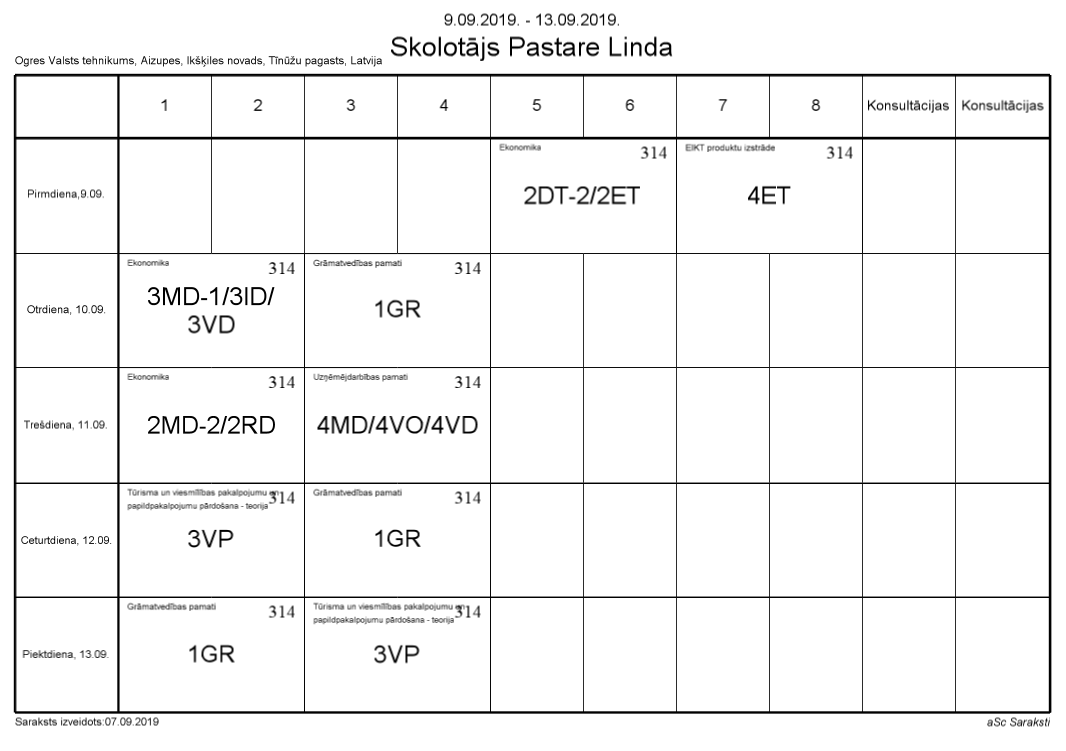 9.09.2019. - 13.09.2019.
Skolotājs Pastare Linda
Ogres Valsts tehnikums, Aizupes, Ikšķiles novads, Tīnūžu pagasts, Latvija
1 2 3 4 5 6 7 8 Konsultācijas Konsultācijas
Pirmdiena,9.09.
Ekonomika 314
2DT-2/2ET
EIKT produktu izstrāde 314
4ET
Otrdiena, 10.09.
Ekonomika 314
3MD-1/3ID/
3VD
Grāmatvedības pamati 314
1GR
Trešdiena, 11.09.
Ekonomika 314
2MD-2/2RD
Uzņēmējdarbības pamati 314
4MD/4VO/4VD
Ceturtdiena, 12.09.
Tūrisma un viesmīlības pakalpojumu un 314
papildpakalpojumu pārdošana - teorija
3VP
Grāmatvedības pamati 314
1GR
Piektdiena, 13.09.
Grāmatvedības pamati 314
1GR
Tūrisma un viesmīlības pakalpojumu un 314
papildpakalpojumu pārdošana - teorija
3VP
Saraksts izveidots:07.09.2019
aSc Saraksti